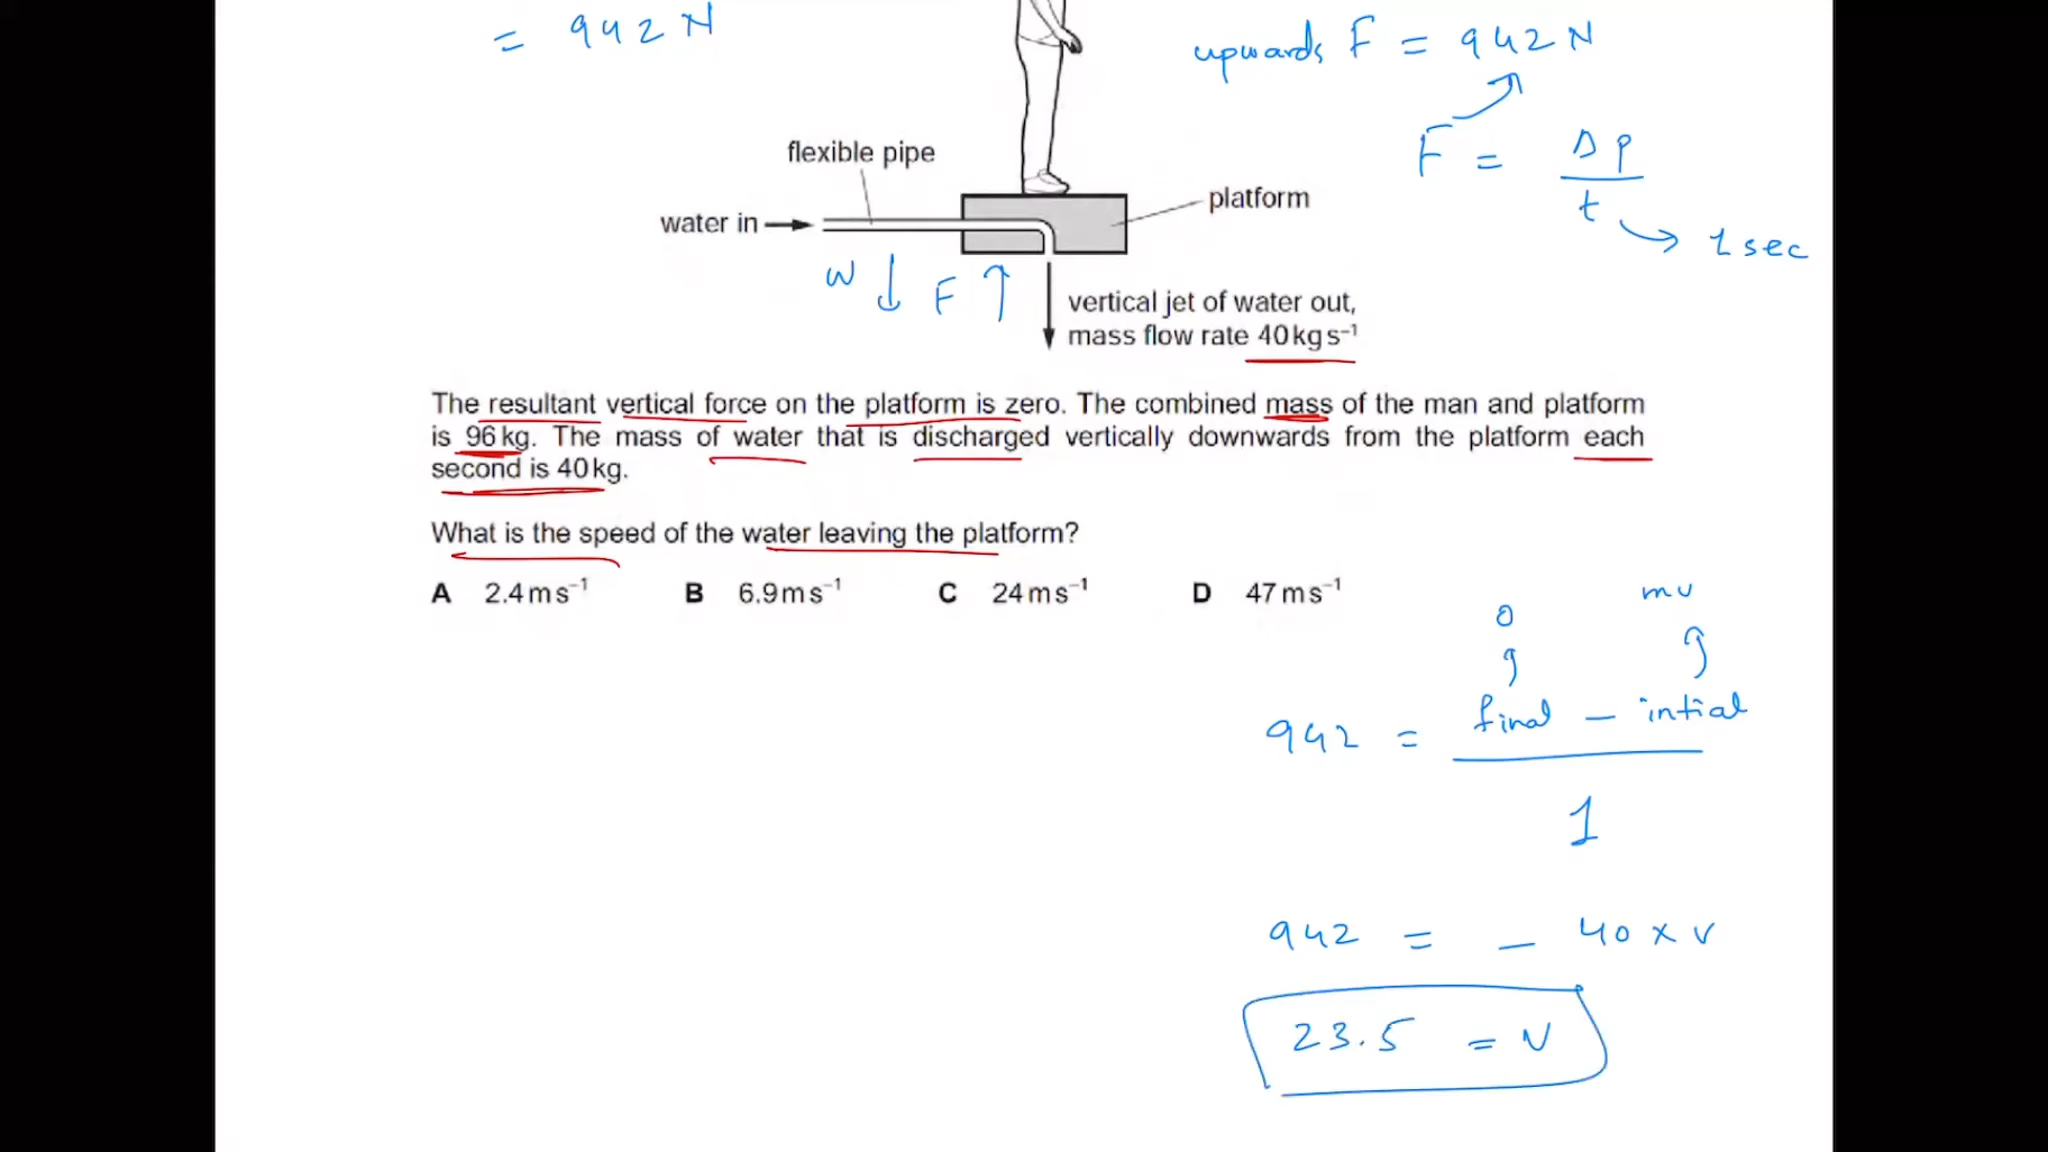 = 942 N
upwards F = 942 N
F = Δp / t
→ 1 sec
flexible pipe
platform
water in
W ↓ F ↑
vertical jet of water out,
mass flow rate 40 kg s⁻¹
The resultant vertical force on the platform is zero. The combined mass of the man and platform
is 96 kg. The mass of water that is discharged vertically downwards from the platform each
second is 40 kg.
What is the speed of the water leaving the platform?
A 2.4 m s⁻¹ B 6.9 m s⁻¹ C 24 m s⁻¹ D 47 m s⁻¹
0 mv
942 = final – intial
1
942 = – 40 x v
23.5 = v